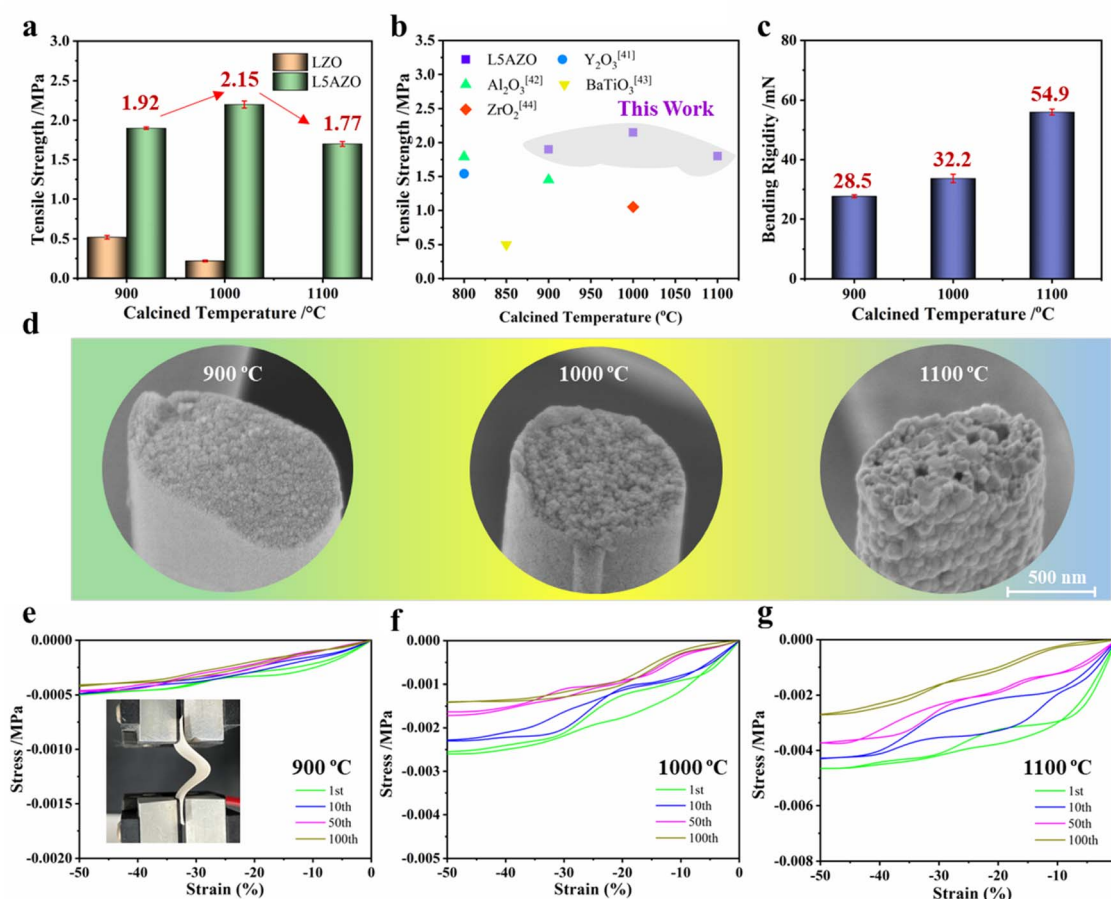 a
Tensile Strength /MPa
3.0
2.5
2.0
1.5
1.0
0.5
0.0
LZO
L5AZO
1.92
2.15
1.77
900 1000 1100
Calcined Temperature /°C
b
Tensile Strength /MPa
3.5
3.0
2.5
2.0
1.5
1.0
0.5
0.0
L5AZO Y₂O₃[41]
Al₂O₃[42] BaTiO₃[43]
ZrO₂[44]
This Work
800 850 900 950 1000 1050 1100
Calcined Temperature (°C)
c
Bending Rigidity /mN
80
60
40
20
0
28.5
32.2
54.9
900 1000 1100
Calcined Temperature /°C
d
900 ºC
1000 ºC
1100 ºC
500 nm
e
Stress /MPa
0.0000
-0.0005
-0.0010
-0.0015
-0.0020
900 ºC
1st
10th
50th
100th
-50 -40 -30 -20 -10 0
Strain (%)
f
Stress /MPa
0.000
-0.001
-0.002
-0.003
-0.004
-0.005
1000 ºC
1st
10th
50th
100th
-50 -40 -30 -20 -10 0
Strain (%)
g
Stress /MPa
0.000
-0.002
-0.004
-0.006
-0.008
1100 ºC
1st
10th
50th
100th
-50 -40 -30 -20 -10 0
Strain (%)